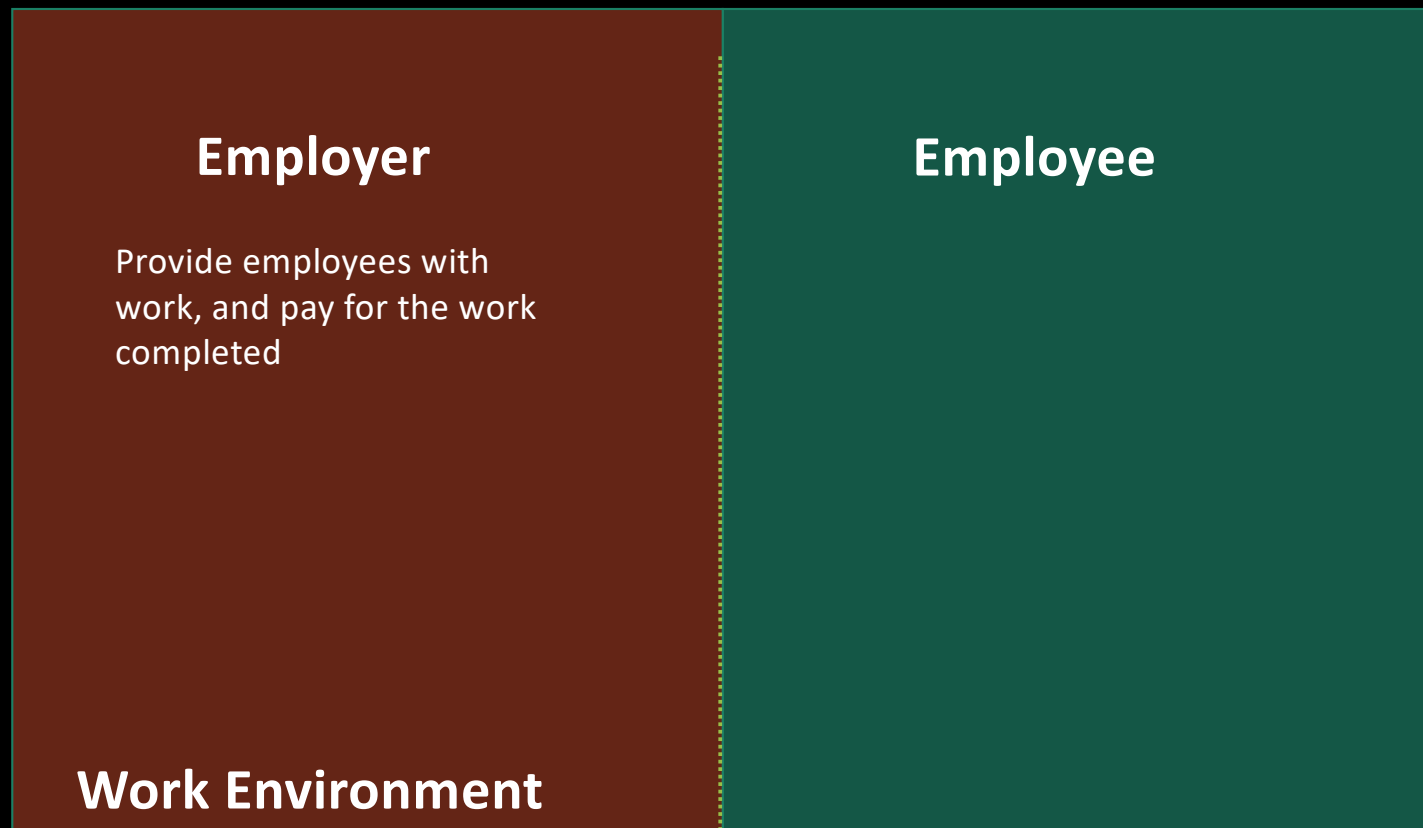 Employer
Provide employees with
work, and pay for the work
completed
Work Environment
Employee